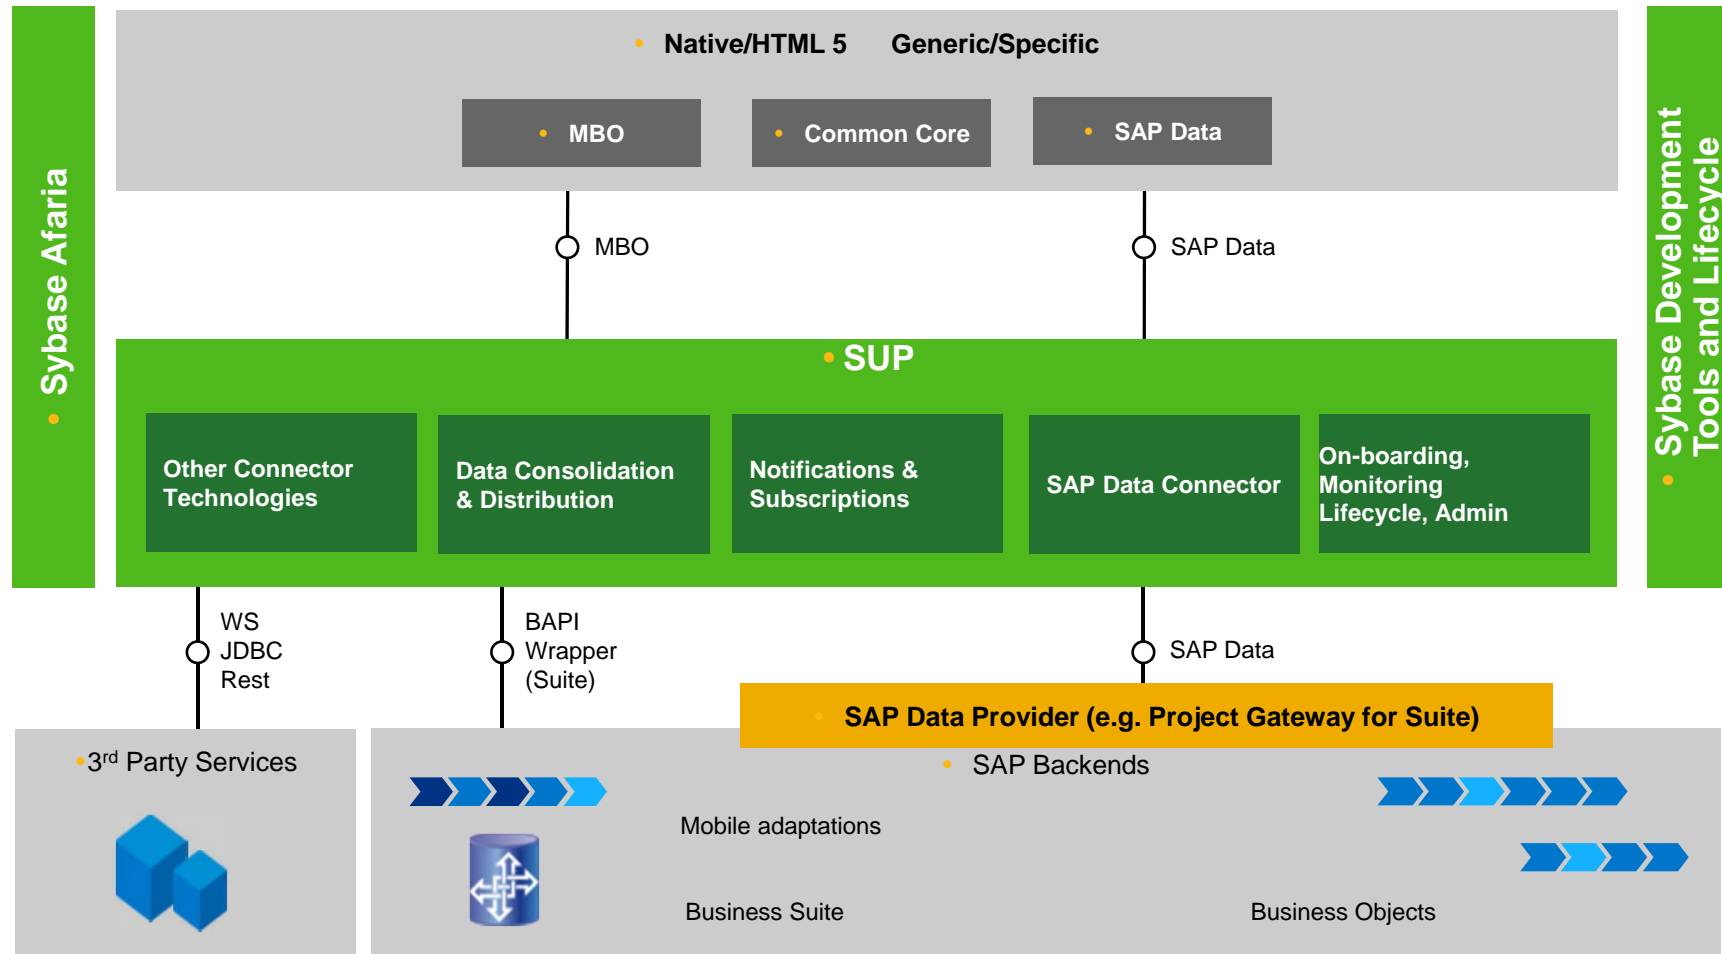 • Sybase Afaria
• Native/HTML 5 Generic/Specific
• MBO
• Common Core
• SAP Data
MBO
SAP Data
• SUP
Other Connector
Technologies
Data Consolidation
& Distribution
Notifications &
Subscriptions
SAP Data Connector
On-boarding,
Monitoring
Lifecycle, Admin
• Sybase Development
Tools and Lifecycle
WS
JDBC
Rest
BAPI
Wrapper
(Suite)
SAP Data
• SAP Data Provider (e.g. Project Gateway for Suite)
•3rd Party Services
• SAP Backends
Mobile adaptations
Business Suite
Business Objects